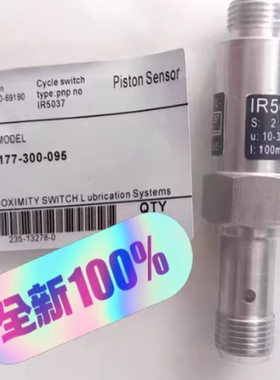 Cycle switch
type:pnp no
IR5037
Piston Sensor
D-69190
MODEL
177-300-095
OXIMITY SWITCH Lubrication Systems
QTY
235-13278-0
全新100%
IR50
S: 2
u: 10-3
I: 100m